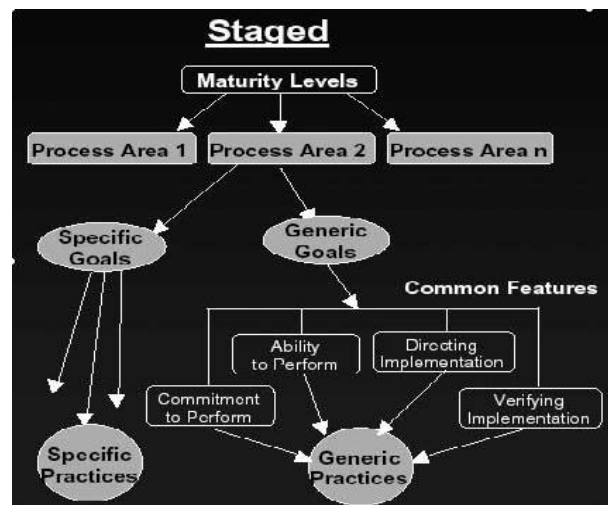 Staged
Maturity Levels
Process Area 1
Process Area 2
Process Area n
Specific
Goals
Generic
Goals
Common Features
Ability
to Perform
Directing
Implementation
Commitment
to Perform
Verifying
Implementation
Specific
Practices
Generic
Practices